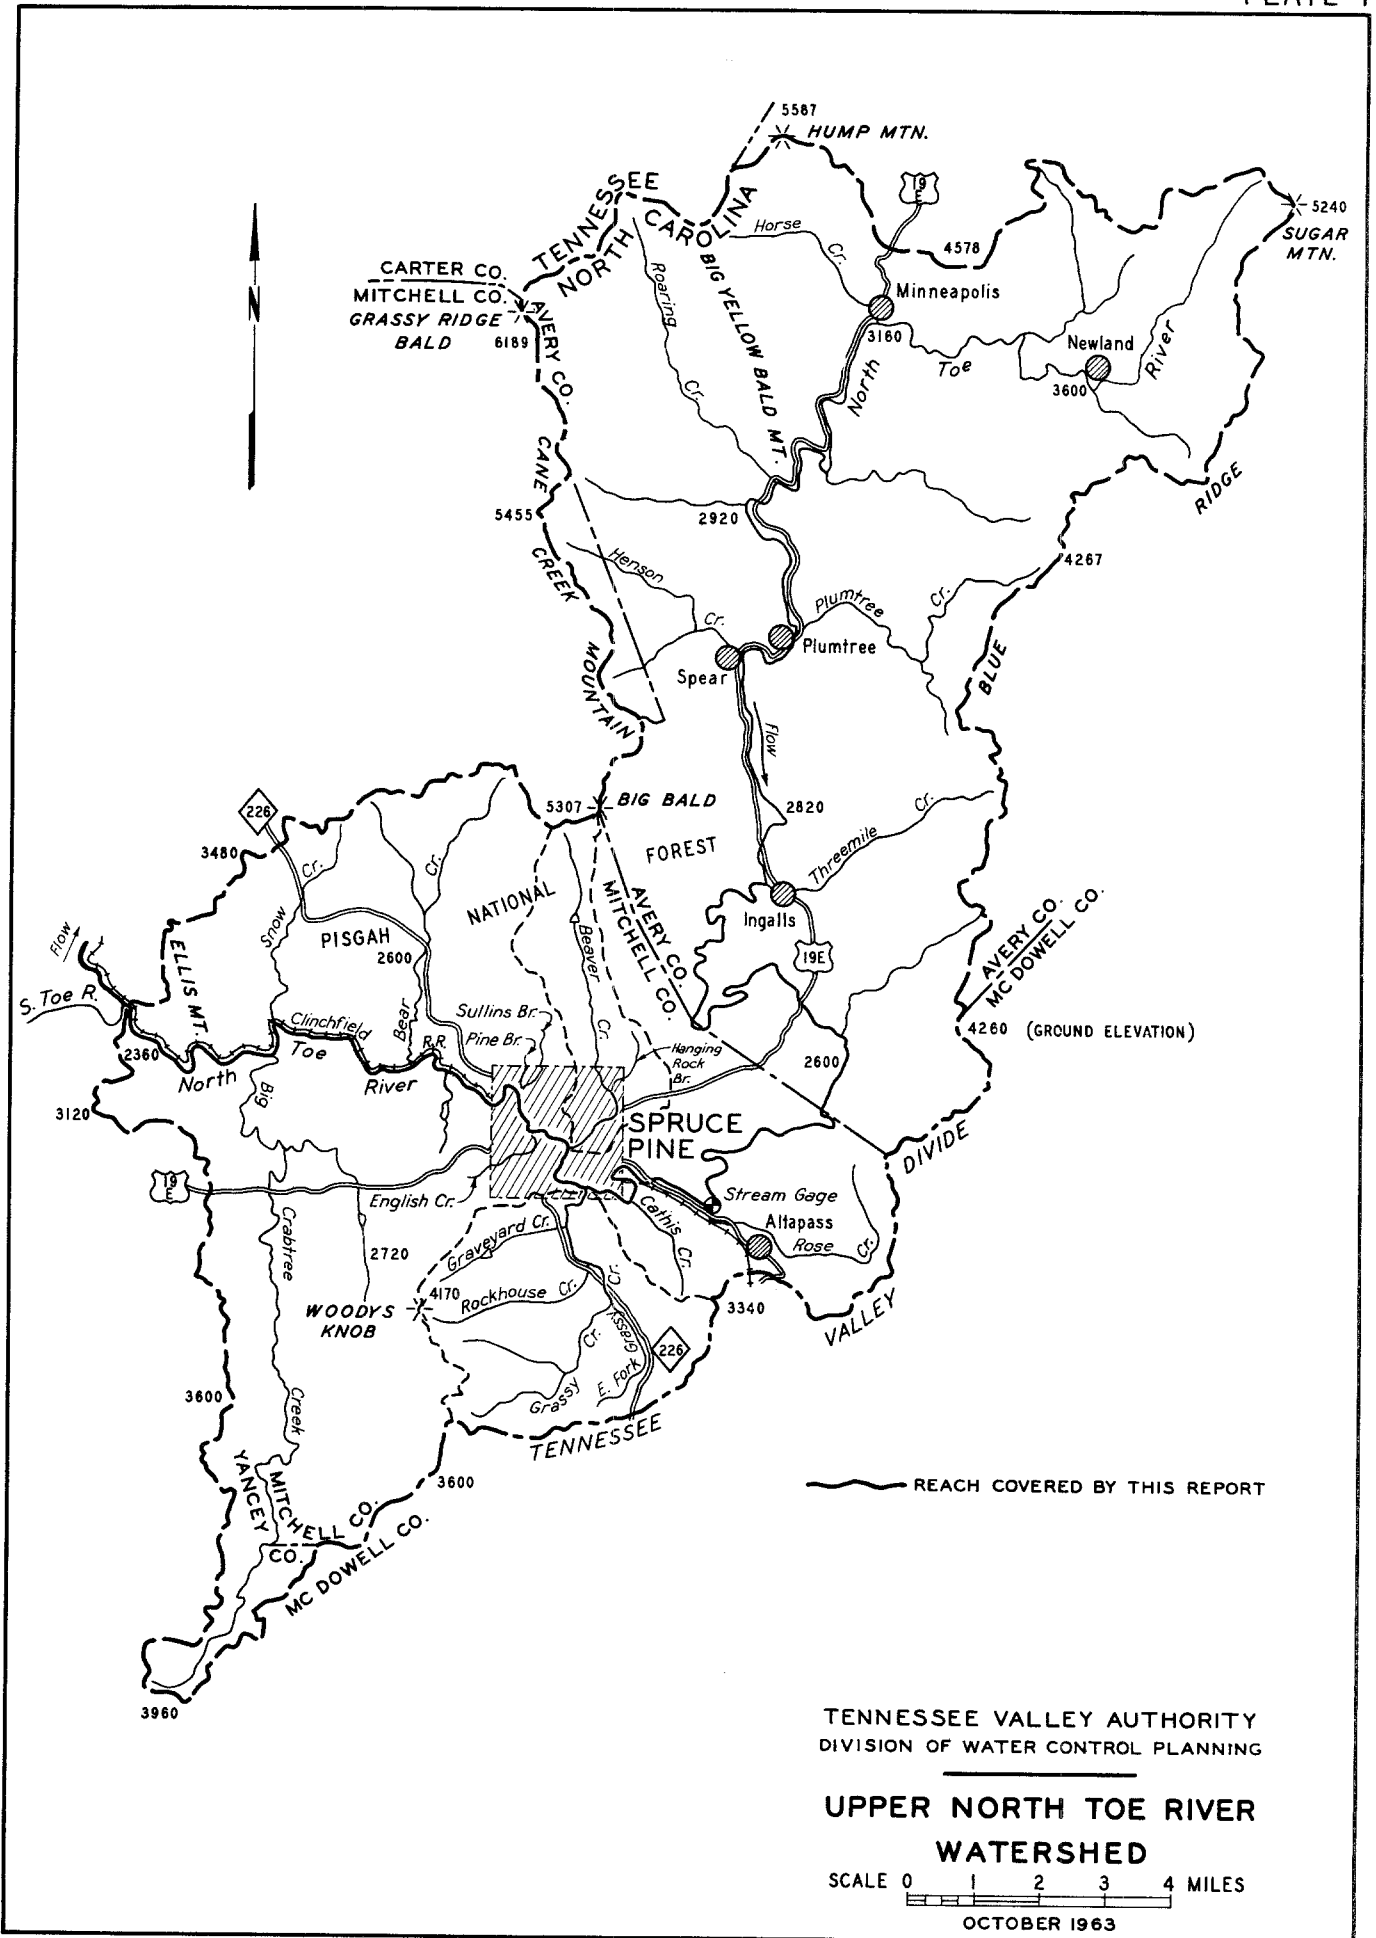 PLATE 1
5587
HUMP MTN.
19
5240
SUGAR
MTN.
TENNESSEE
NORTH CAROLINA
Horse
Cr.
4578
CARTER CO.
MITCHELL CO.
GRASSY RIDGE
BALD
6189
AVERY CO.
N
Roaring
Cr.
BIG YELLOW BALD MT.
Minneapolis
3160
North
Toe
River
Newland
3600
CANE
CREEK
MOUNTAIN
5455
2920
RIDGE
4267
Henson
Cr.
Plumtree
Cr.
Plumtree
Spear
BLUE
Flow
226
5307
BIG BALD
2820
Threemile
Cr.
3480
Cr.
Snow
Cr.
FOREST
NATIONAL
PISGAH
AVERY CO.
MITCHELL CO.
Ingalls
19E
AVERY CO.
MC DOWELL CO.
Flow
ELLIS MT.
2600
Beaver
Cr.
S. Toe R.
Clinchfield
R.R.
Bear
Sullins Br.
Pine Br.
Hanging
Rock
Br.
4260 (GROUND ELEVATION)
2360
North
Toe
River
2600
Big
3120
SPRUCE
PINE
DIVIDE
19
E
English Cr.
Stream Gage
Altapass
Rose
Cr.
Cathis
Cr.
Crabtree
Creek
2720
Graveyard Cr.
4170
Rockhouse
Cr.
WOODYS
KNOB
3340
VALLEY
Grassy
Cr.
Grassy
Cr.
E. Fork
226
3600
TENNESSEE
3600
YANCEY
CO.
MITCHELL CO.
MC DOWELL CO.
REACH COVERED BY THIS REPORT
3960
TENNESSEE VALLEY AUTHORITY
DIVISION OF WATER CONTROL PLANNING
UPPER NORTH TOE RIVER
WATERSHED
SCALE 0 1 2 3 4 MILES
OCTOBER 1963